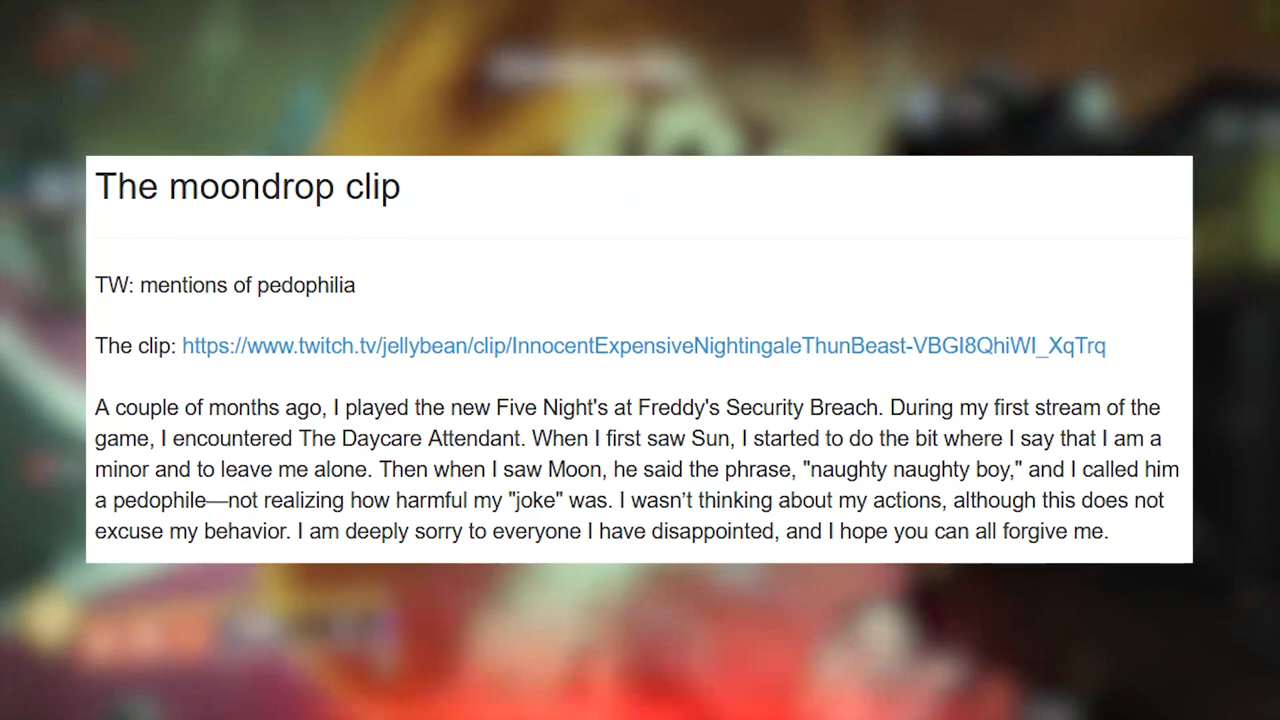 The moondrop clip
TW: mentions of pedophilia
The clip: https://www.twitch.tv/jellybean/clip/InnocentExpensiveNightingaleThunBeast-VBGI8QhiWI_XqTrq
A couple of months ago, I played the new Five Night's at Freddy's Security Breach. During my first stream of the
game, I encountered The Daycare Attendant. When I first saw Sun, I started to do the bit where I say that I am a
minor and to leave me alone. Then when I saw Moon, he said the phrase, "naughty naughty boy," and I called him
a pedophile—not realizing how harmful my "joke" was. I wasn’t thinking about my actions, although this does not
excuse my behavior. I am deeply sorry to everyone I have disappointed, and I hope you can all forgive me.